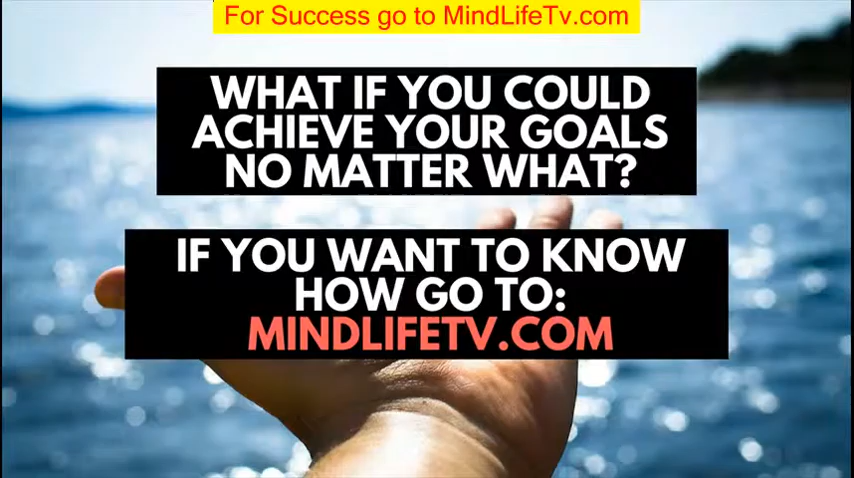 For Success go to MindLifeTv.com
WHAT IF YOU COULD
ACHIEVE YOUR GOALS
NO MATTER WHAT?
IF YOU WANT TO KNOW
HOW GO TO:
MINDLIFETV.COM